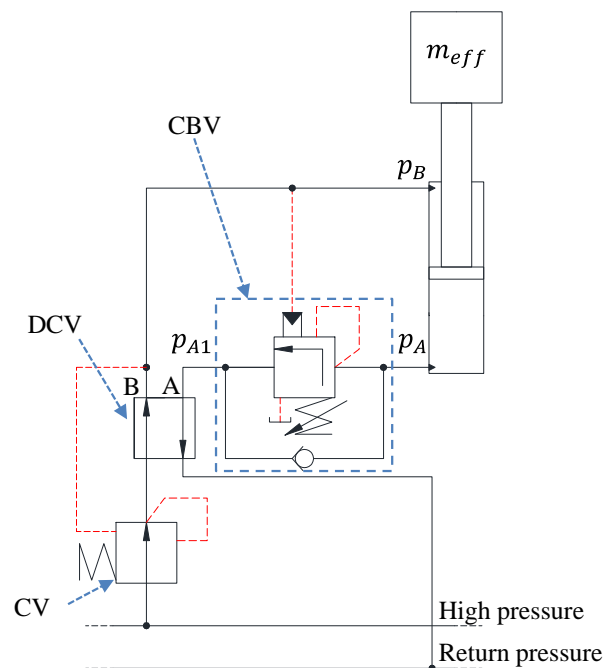 m_eff
CBV
p_B
DCV
p_A1
p_A
B A
CV
High pressure
Return pressure